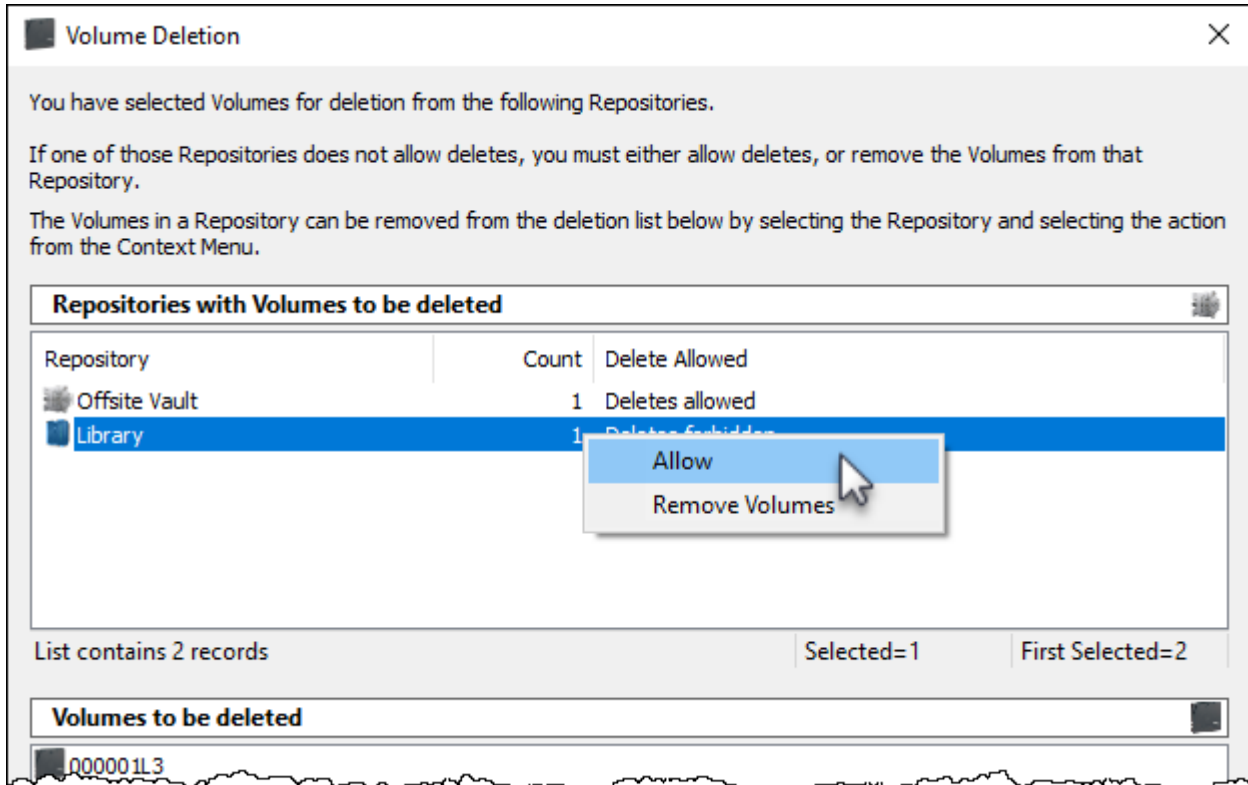 Volume Deletion
You have selected Volumes for deletion from the following Repositories.
If one of those Repositories does not allow deletes, you must either allow deletes, or remove the Volumes from that
Repository.
The Volumes in a Repository can be removed from the deletion list below by selecting the Repository and selecting the action
from the Context Menu.
Repositories with Volumes to be deleted
Repository Count Delete Allowed
Offsite Vault 1 Deletes allowed
Library 1 Deletes forbidden
Allow
Remove Volumes
List contains 2 records Selected=1 First Selected=2
Volumes to be deleted
000001L3